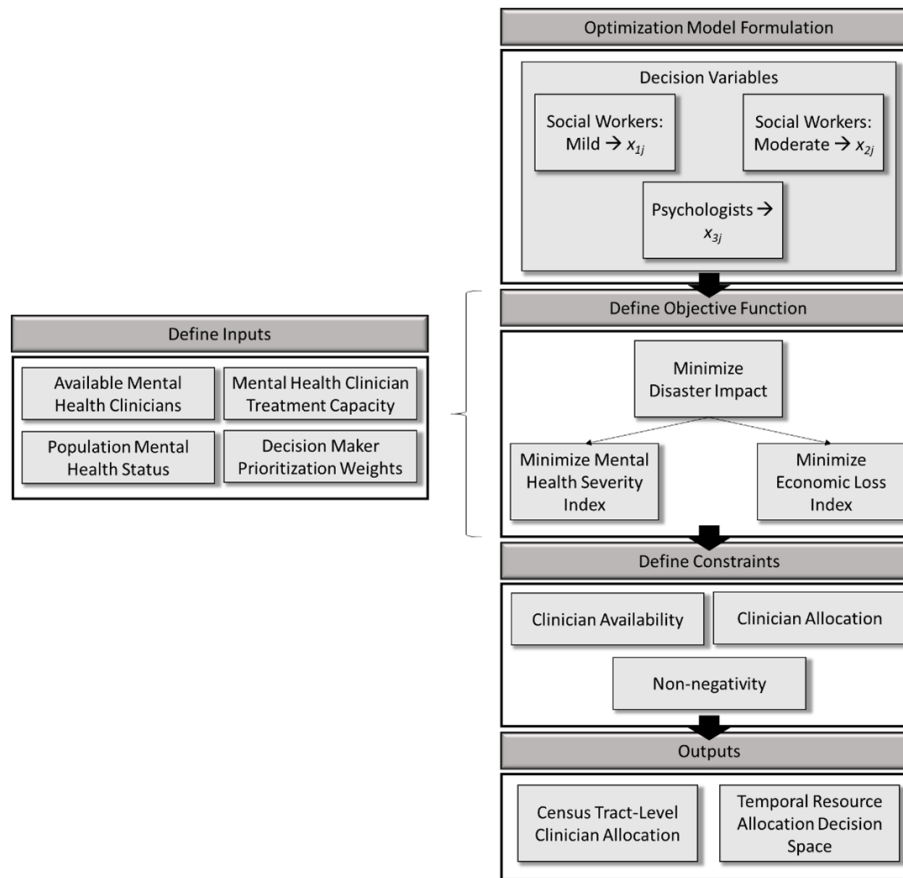 Optimization Model Formulation
Decision Variables
Social Workers:
Mild → x1j
Social Workers:
Moderate → x2j
Psychologists →
x3j
Define Objective Function
Minimize
Disaster Impact
Minimize Mental
Health Severity
Index
Minimize
Economic Loss
Index
Define Inputs
Available Mental
Health Clinicians
Mental Health Clinician
Treatment Capacity
Population Mental
Health Status
Decision Maker
Prioritization Weights
Define Constraints
Clinician Availability
Clinician Allocation
Non-negativity
Outputs
Census Tract-Level
Clinician Allocation
Temporal Resource
Allocation Decision
Space